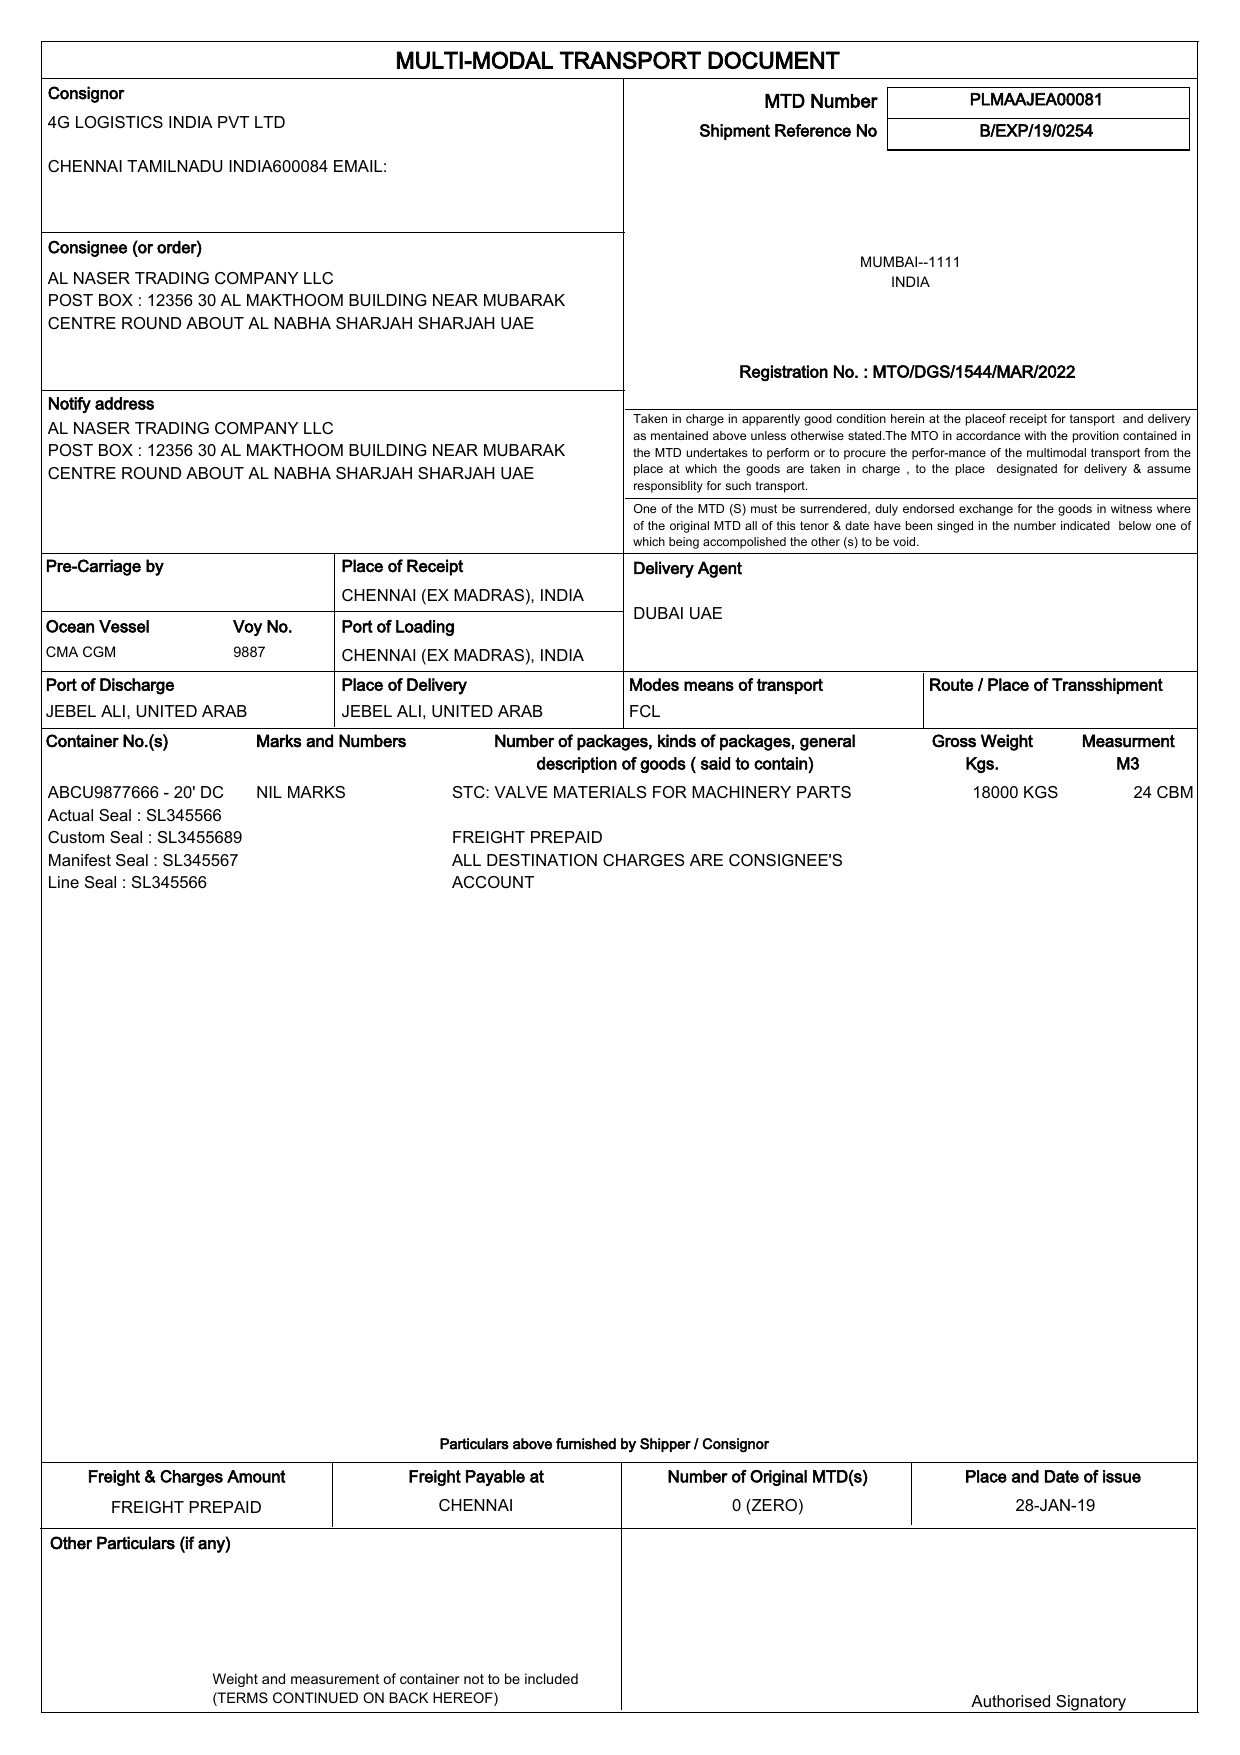 MULTI-MODAL TRANSPORT DOCUMENT
Consignor
4G LOGISTICS INDIA PVT LTD
CHENNAI TAMILNADU INDIA600084 EMAIL:
MTD Number PLMAAJEA00081
Shipment Reference No B/EXP/19/0254
MUMBAI--1111
INDIA
Registration No. : MTO/DGS/1544/MAR/2022
Consignee (or order)
AL NASER TRADING COMPANY LLC
POST BOX : 12356 30 AL MAKTHOOM BUILDING NEAR MUBARAK
CENTRE ROUND ABOUT AL NABHA SHARJAH SHARJAH UAE
Notify address
AL NASER TRADING COMPANY LLC
POST BOX : 12356 30 AL MAKTHOOM BUILDING NEAR MUBARAK
CENTRE ROUND ABOUT AL NABHA SHARJAH SHARJAH UAE
Taken in charge in apparently good condition herein at the placeof receipt for tansport and delivery
as mentained above unless otherwise stated.The MTO in accordance with the provition contained in
the MTD undertakes to perform or to procure the perfor-mance of the multimodal transport from the
place at which the goods are taken in charge , to the place designated for delivery & assume
responsiblity for such transport.
One of the MTD (S) must be surrendered, duly endorsed exchange for the goods in witness where
of the original MTD all of this tenor & date have been singed in the number indicated below one of
which being accompolished the other (s) to be void.
Pre-Carriage by
Place of Receipt
CHENNAI (EX MADRAS), INDIA
Delivery Agent
DUBAI UAE
Ocean Vessel Voy No.
CMA CGM 9887
Port of Loading
CHENNAI (EX MADRAS), INDIA
Port of Discharge
JEBEL ALI, UNITED ARAB
Place of Delivery
JEBEL ALI, UNITED ARAB
Modes means of transport
FCL
Route / Place of Transshipment
Container No.(s) Marks and Numbers Number of packages, kinds of packages, general Gross Weight Measurment
description of goods ( said to contain) Kgs. M3
ABCU9877666 - 20' DC NIL MARKS STC: VALVE MATERIALS FOR MACHINERY PARTS 18000 KGS 24 CBM
Actual Seal : SL345566
Custom Seal : SL3455689 FREIGHT PREPAID
Manifest Seal : SL345567 ALL DESTINATION CHARGES ARE CONSIGNEE'S
Line Seal : SL345566 ACCOUNT
Particulars above furnished by Shipper / Consignor
Freight & Charges Amount
FREIGHT PREPAID
Freight Payable at
CHENNAI
Number of Original MTD(s)
0 (ZERO)
Place and Date of issue
28-JAN-19
Other Particulars (if any)
Weight and measurement of container not to be included
(TERMS CONTINUED ON BACK HEREOF)
Authorised Signatory